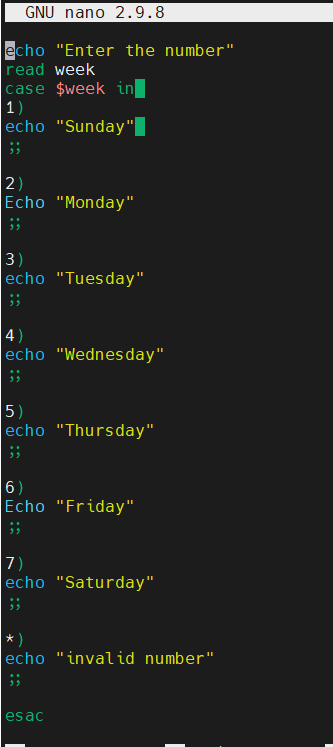 GNU nano 2.9.8
echo "Enter the number"
read week
case $week in
1)
echo "Sunday"
;;
2)
Echo "Monday"
;;
3)
echo "Tuesday"
;;
4)
echo "Wednesday"
;;
5)
echo "Thursday"
;;
6)
Echo "Friday"
;;
7)
echo "Saturday"
;;
*)
echo "invalid number"
;;
esac